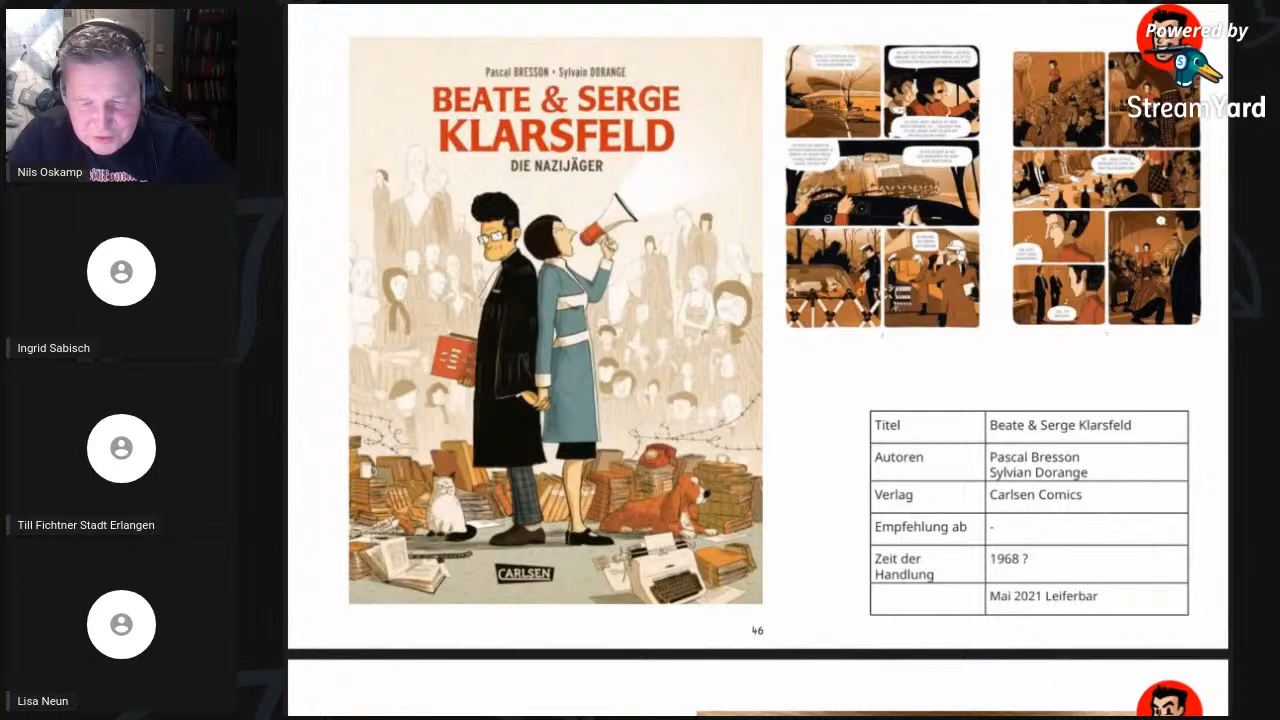 Powered by
StreamYard
Nils Oskamp
Ingrid Sabisch
Till Fichtner Stadt Erlangen
Lisa Neun
Pascal BRESSON • Sylvain DORANGE
BEATE & SERGE
KLARSFELD
DIE NAZIJÄGER
CARLSEN
Titel
Beate & Serge Klarsfeld
Autoren
Pascal Bresson
Sylvian Dorange
Verlag
Carlsen Comics
Empfehlung ab
-
Zeit der
Handlung
1968 ?
Mai 2021 Leiferbar
46